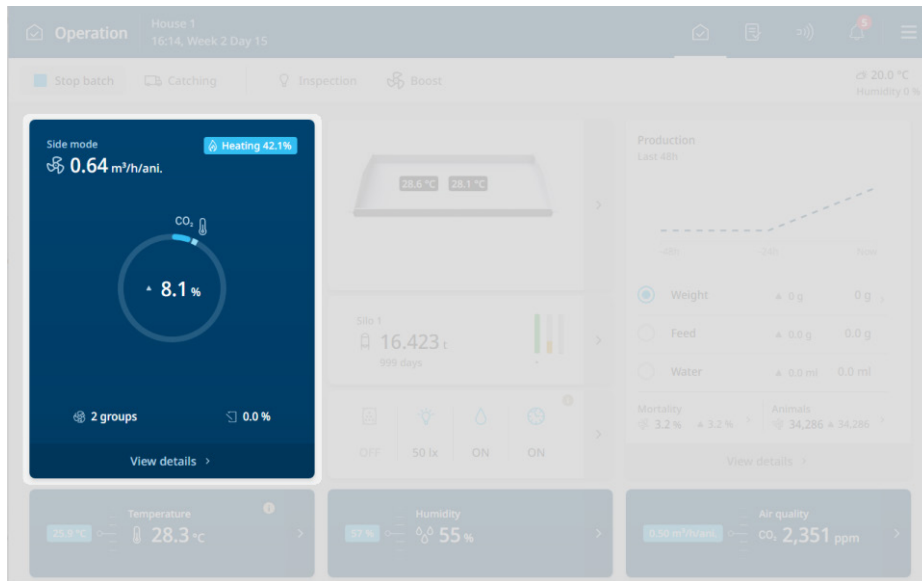 Operation
House 1
16:14, Week 2 Day 15
5
Stop batch
Catching
Inspection
Boost
20.0 °C
Humidity 0 %
Side mode
Heating 42.1%
0.64 m³/h/ani.
CO₂
▲ 8.1 %
2 groups
0.0 %
View details >
28.6 °C
28.1 °C
Silo 1
16.423 t
999 days
-
OFF
50 lx
ON
ON
Production
Last 48h
-48h
-24h
Now
Weight ▲ 0 g 0 g
Feed ▲ 0.0 g 0.0 g
Water ▲ 0.0 ml 0.0 ml
Mortality
3.2 % ▲ 3.2 %
Animals
34,286 ▲ 34,286
View details >
Temperature
25.9 °C
28.3 °C
Humidity
57 %
55 %
Air quality
0.50 m³/h/ani.
CO₂ 2,351 ppm